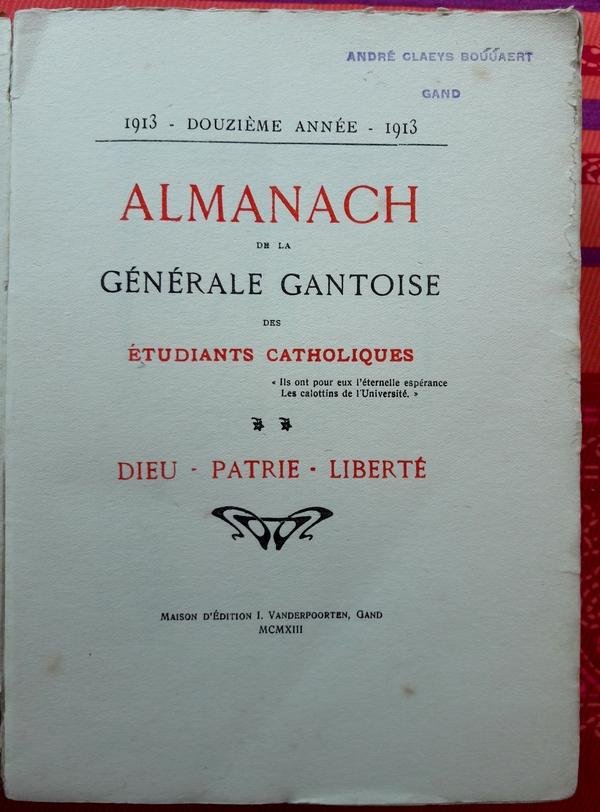 ANDRÉ CLAEYS BOÚÚAERT
GAND
1913 - DOUZIÈME ANNÉE - 1913
ALMANACH
DE LA
GÉNÉRALE GANTOISE
DES
ÉTUDIANTS CATHOLIQUES
« Ils ont pour eux l'éternelle espérance
Les calottins de l'Université. »
DIEU - PATRIE - LIBERTÉ
MAISON D'ÉDITION I. VANDERPOORTEN, GAND
MCMXIII